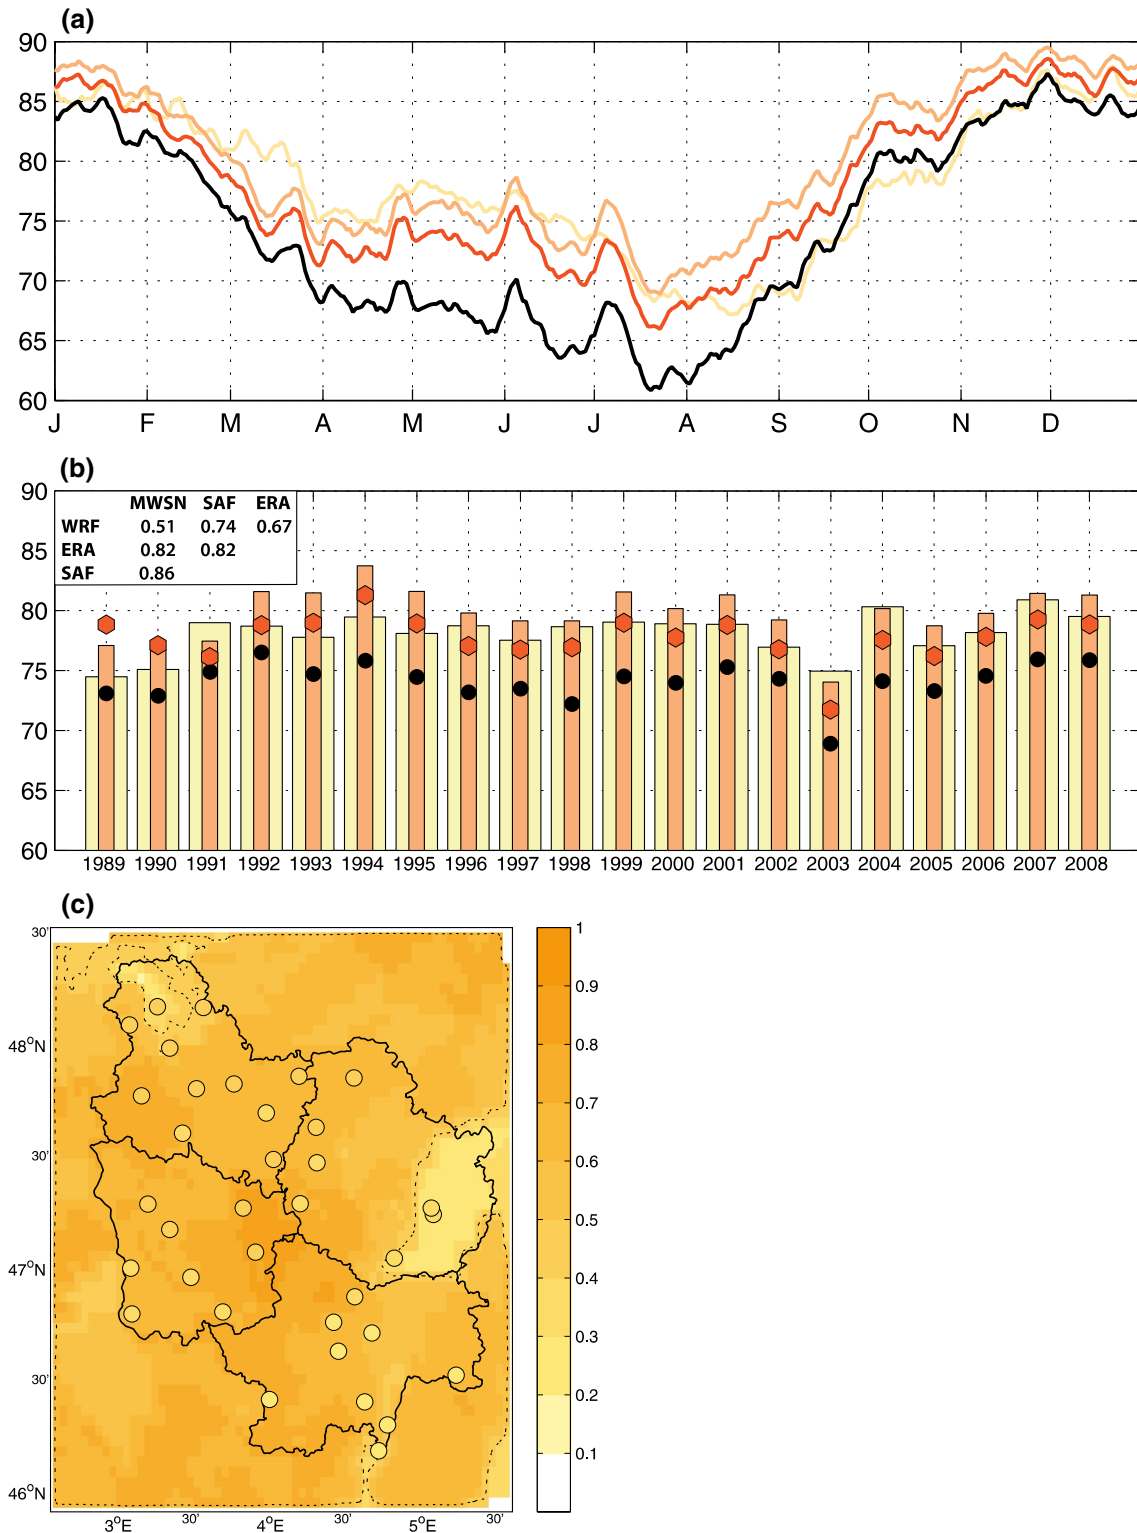 (a)
90
85
80
75
70
65
60
J F M A M J J A S O N D
(b)
90
85
80
75
70
65
60
MWSN SAF ERA
WRF 0.51 0.74 0.67
ERA 0.82 0.82
SAF 0.86
1989 1990 1991 1992 1993 1994 1995 1996 1997 1998 1999 2000 2001 2002 2003 2004 2005 2006 2007 2008
(c)
30'
48°N
30'
47°N
30'
46°N
3°E 30' 4°E 30' 5°E 30'
1
0.9
0.8
0.7
0.6
0.5
0.4
0.3
0.2
0.1